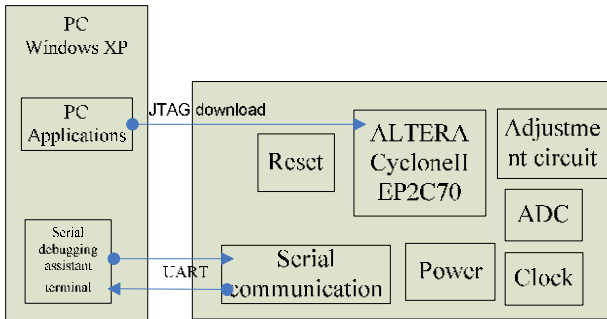 PC
Windows XP
PC
Applications
JTAG download
Reset
ALTERA
CycloneII
EP2C70
Adjustme
nt circuit
ADC
Serial
debugging
assistant
terminal
UART
Serial
communication
Power
Clock